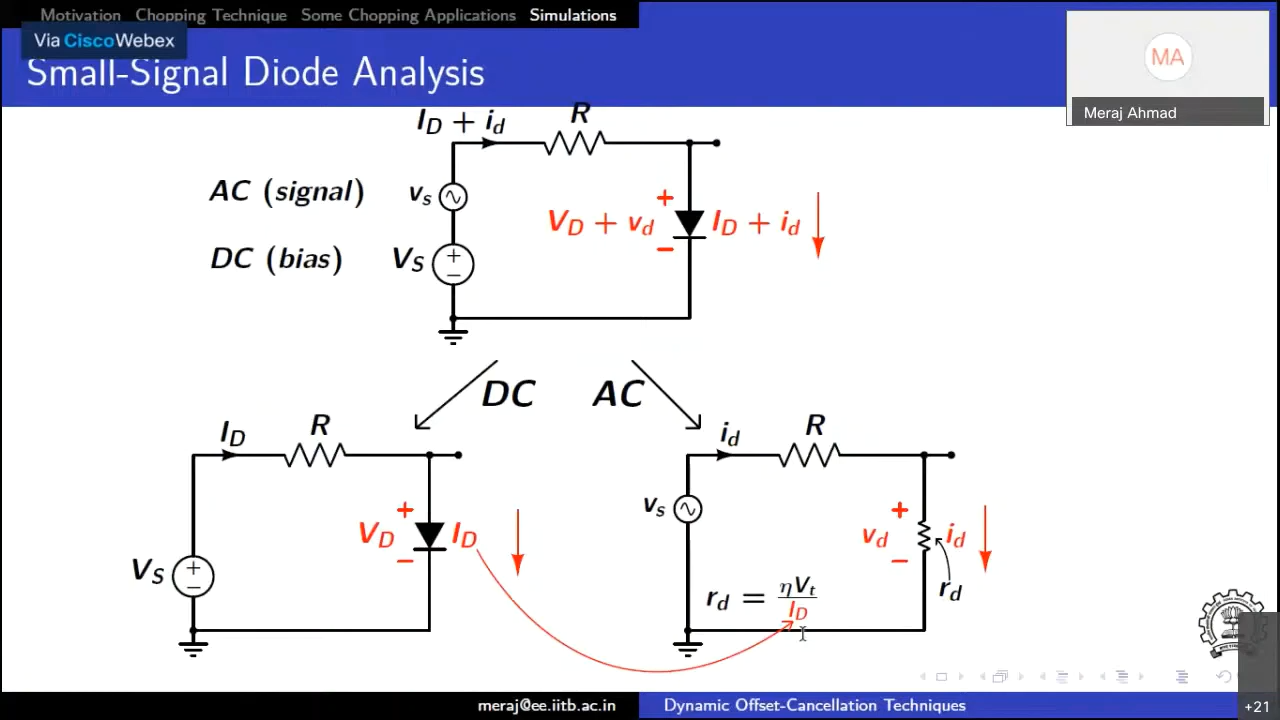 Motivation Chopping Technique Some Chopping Applications Simulations
Via CiscoWebex
Small-Signal Diode Analysis
MA
Meraj Ahmad
I_D + i_d
R
AC (signal)
v_s
V_D + v_d
I_D + i_d
+
−
DC (bias)
V_S
+
−
DC
AC
I_D
R
i_d
R
V_D
I_D
+
−
V_S
+
−
v_s
v_d
i_d
+
−
r_d
r_d = ηV_t / I_D
meraj@ee.iitb.ac.in
Dynamic Offset-Cancellation Techniques
+21